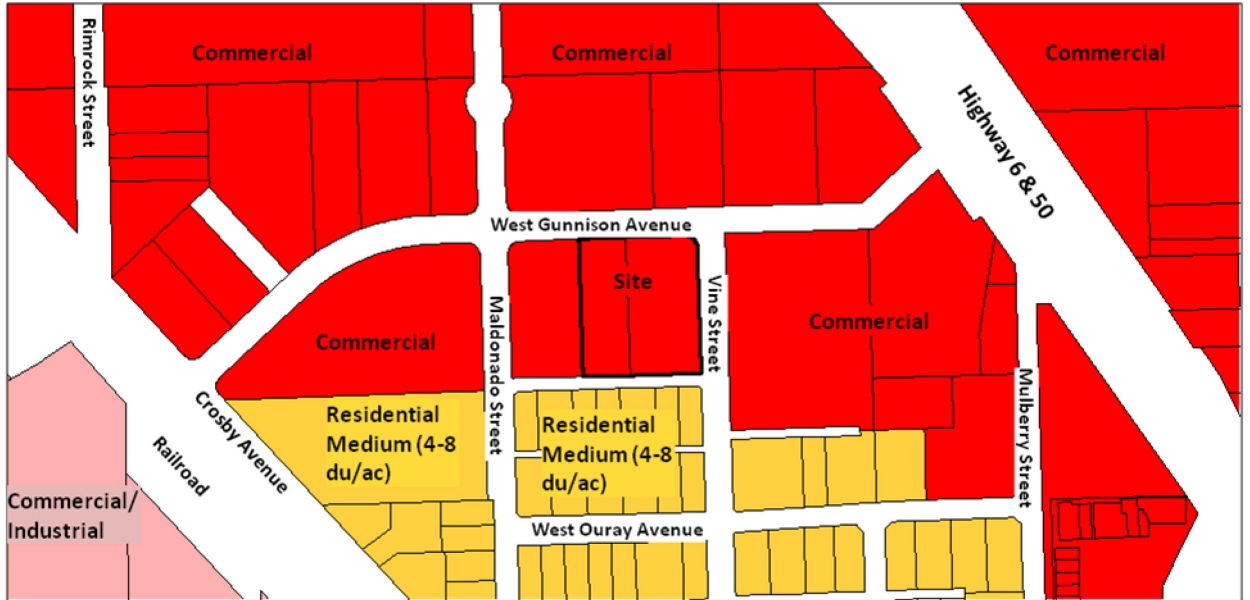 Rimrock Street
Commercial
Commercial
Commercial
Highway 6 & 50
West Gunnison Avenue
Site
Maldonado Street
Vine Street
Commercial
Commercial
Mulberry Street
Crosby Avenue
Residential
Medium (4-8
du/ac)
Residential
Medium (4-8
du/ac)
Railroad
Commercial/
Industrial
West Ouray Avenue